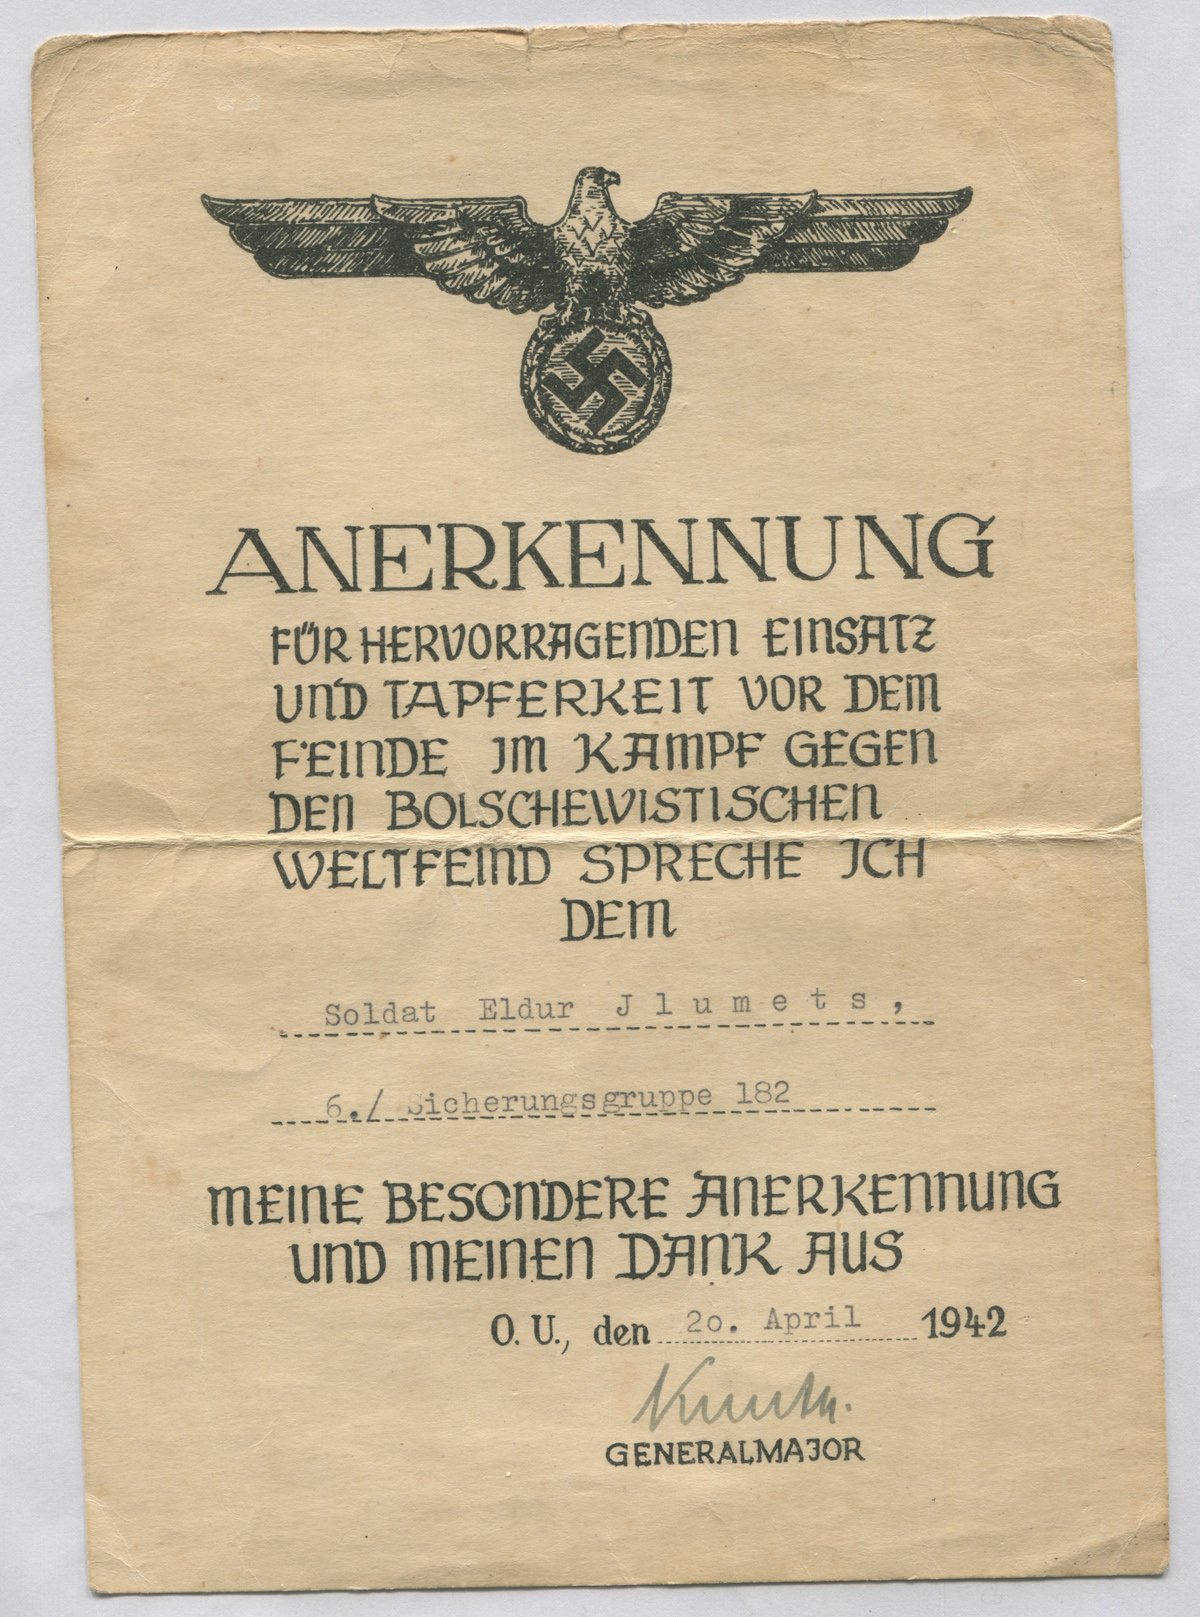 ANERKENNUNG
FÜR HERVORRAGENDEN EINSATZ
UND TAPFERKEIT VOR DEM
FEINDE IM KAMPF GEGEN
DEN BOLSCHEWISTISCHEN
WELTFEIND SPRECHE ICH
DEM
Soldat Eldur Jlumets,
6./ Sicherungsgruppe 182
MEINE BESONDERE ANERKENNUNG
UND MEINEN DANK AUS
O. U., den 20. April 1942
GENERALMAJOR